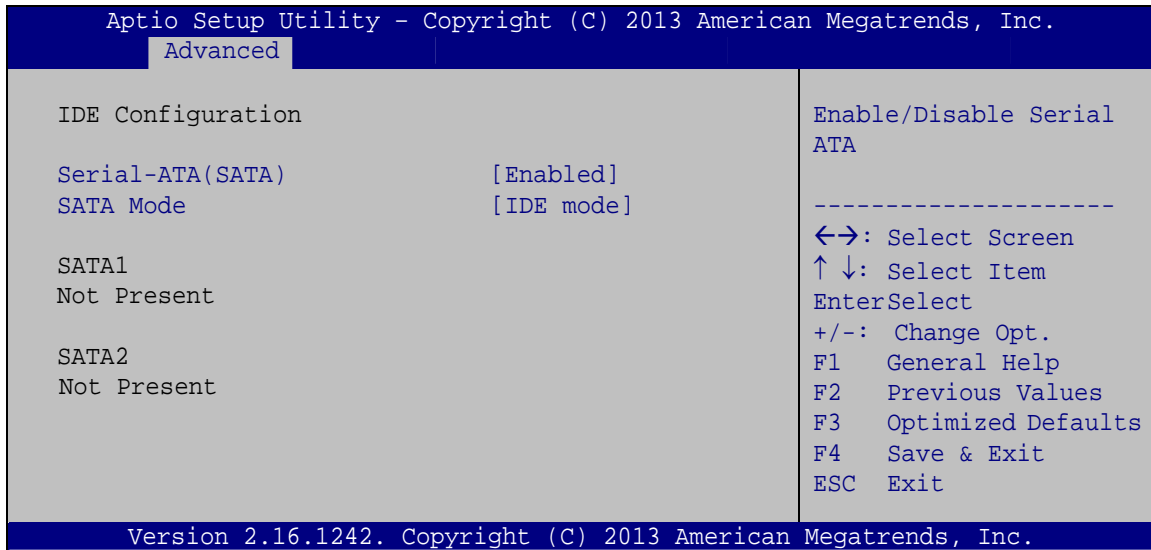 Aptio Setup Utility – Copyright (C) 2013 American Megatrends, Inc.
Advanced
IDE Configuration
Serial-ATA(SATA) [Enabled]
SATA Mode [IDE mode]
SATA1
Not Present
SATA2
Not Present
Enable/Disable Serial
ATA
---------------------
←→: Select Screen
↑ ↓: Select Item
EnterSelect
+/-: Change Opt.
F1 General Help
F2 Previous Values
F3 Optimized Defaults
F4 Save & Exit
ESC Exit
Version 2.16.1242. Copyright (C) 2013 American Megatrends, Inc.